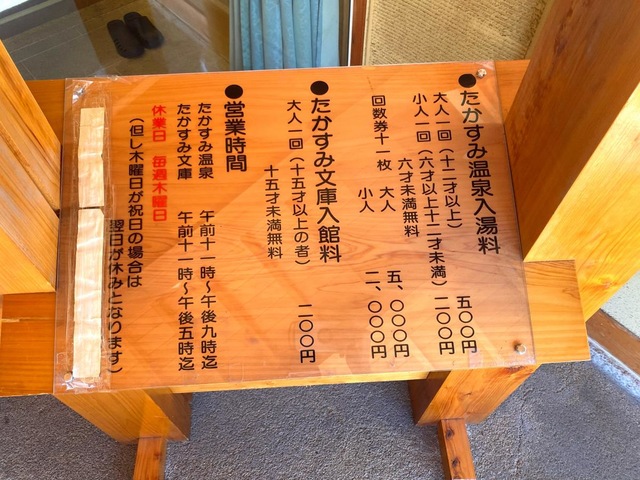 ●たかすみ温泉入湯料
大人一回(十二才以上) 五〇〇円
小人一回(六才以上十二才未満) 二〇〇円
六才未満無料
回数券十一枚 大人 五、〇〇〇円
小人 二、〇〇〇円
●たかすみ文庫入館料
大人一回(十五才以上の者) 二〇〇円
十五才未満無料
●営業時間
たかすみ温泉 午前十一時～午後九時迄
たかすみ文庫 午前十一時～午後五時迄
休業日 毎週木曜日
(但し木曜日が祝日の場合は
翌日が休みとなります)